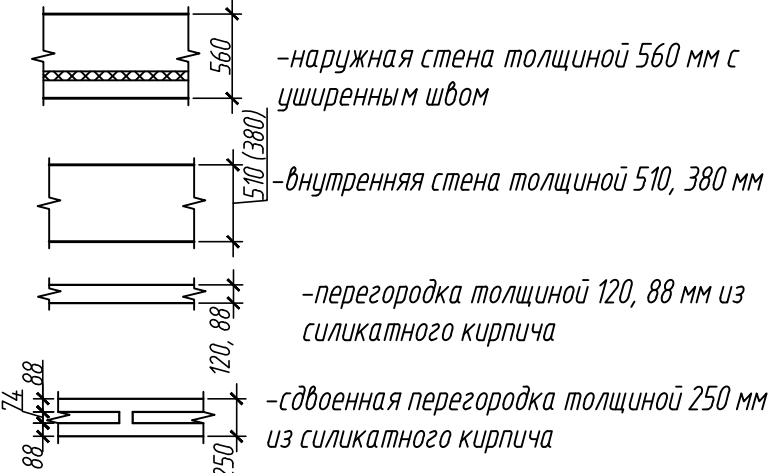 560
-наружная стена толщиной 560 мм с
уширенным швом
510 (380)
-внутренняя стена толщиной 510, 380 мм
120, 88
-перегородка толщиной 120, 88 мм из
силикатного кирпича
88
74
88
250
-сдвоенная перегородка толщиной 250 мм
из силикатного кирпича